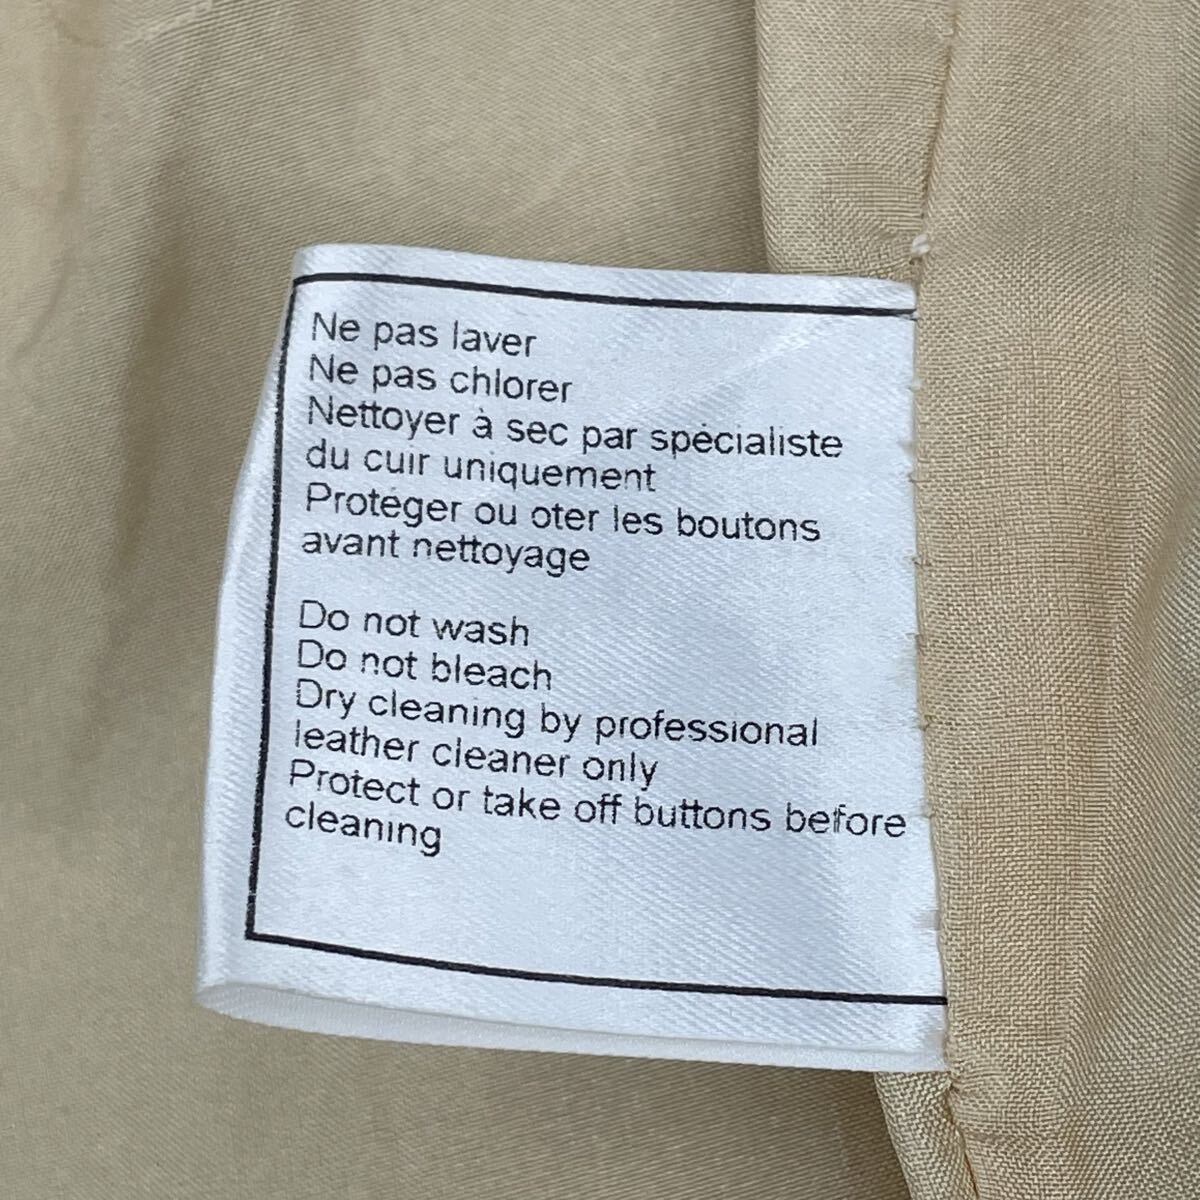 Ne pas laver
Ne pas chlorer
Nettoyer à sec par spécialiste
du cuir uniquement
Protéger ou oter les boutons
avant nettoyage
Do not wash
Do not bleach
Dry cleaning by professional
leather cleaner only
Protect or take off buttons before
cleaning